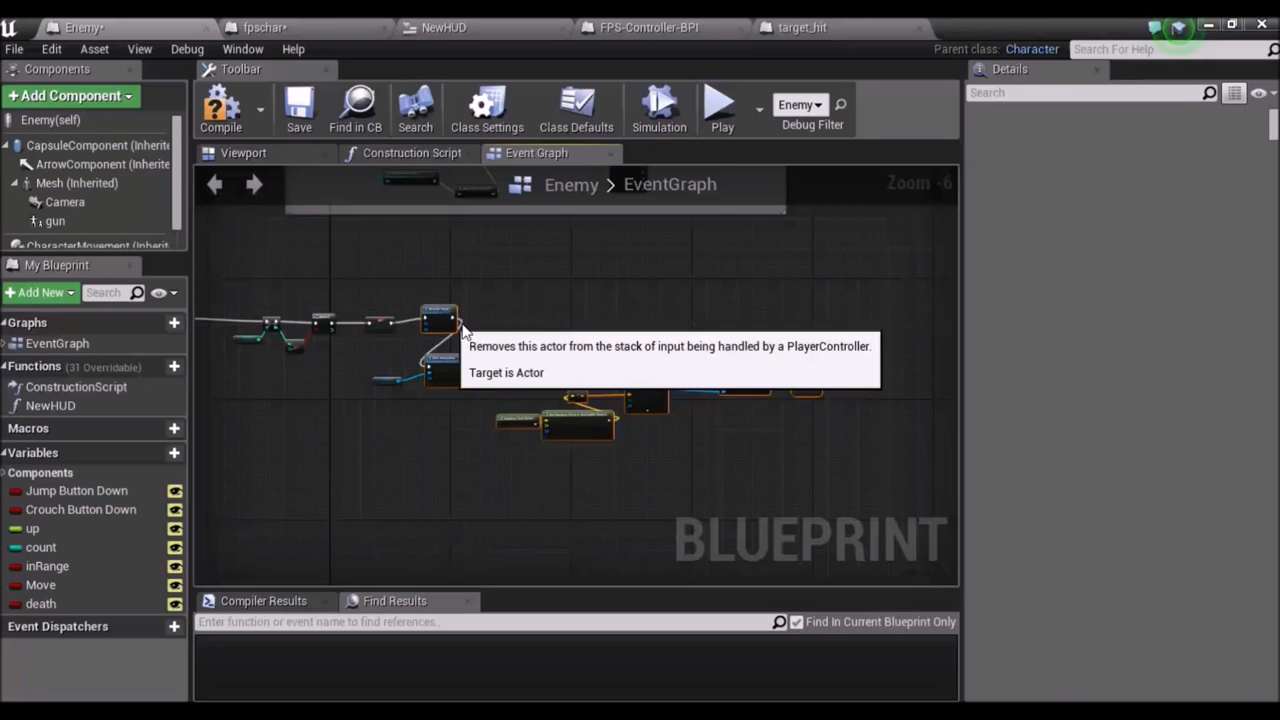 Enemy*
fpschar*
NewHUD
FPS-Controller-BPI
target_hit
File Edit Asset View Debug Window Help
Parent class: Character
Search For Help
Components
Toolbar
Details
+Add Component
Search
Compile
Save
Find in CB
Search
Class Settings
Class Defaults
Simulation
Play
Enemy
Debug Filter
Enemy(self)
CapsuleComponent (Inherite
ArrowComponent (Inherite
Mesh (Inherited)
Camera
gun
CharacterMovement (Inherit
Viewport
Construction Script
Event Graph
Enemy > EventGraph
Zoom -6
My Blueprint
+Add New
Search
Graphs
EventGraph
Functions (31 Overridable)
ConstructionScript
NewHUD
Macros
Variables
Components
Jump Button Down
Crouch Button Down
up
count
inRange
Move
death
Event Dispatchers
Removes this actor from the stack of input being handled by a PlayerController.
Target is Actor
BLUEPRINT
Compiler Results
Find Results
Enter function or event name to find references..
Find In Current Blueprint Only